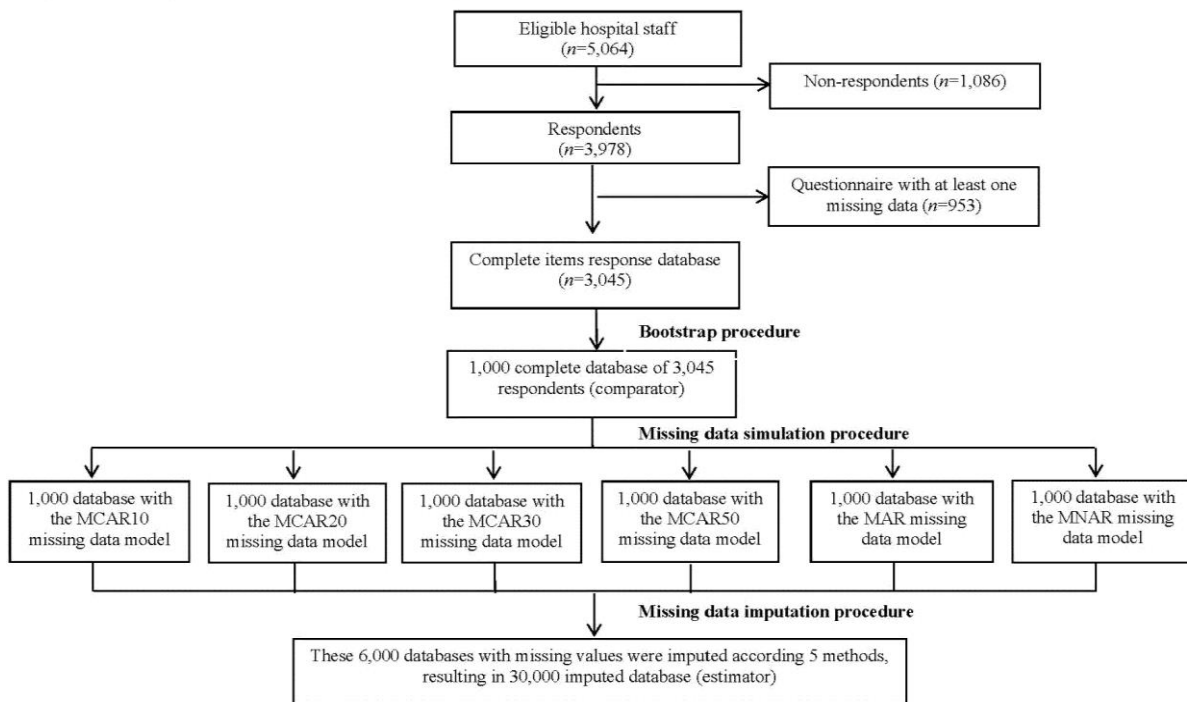 Eligible hospital staff
(n=5,064)
Non-respondents (n=1,086)
Respondents
(n=3,978)
Questionnaire with at least one
missing data (n=953)
Complete items response database
(n=3,045)
Bootstrap procedure
1,000 complete database of 3,045
respondents (comparator)
Missing data simulation procedure
1,000 database with
the MCAR10
missing data model
1,000 database with
the MCAR20
missing data model
1,000 database with
the MCAR30
missing data model
1,000 database with
the MCAR50
missing data model
1,000 database with
the MAR missing
data model
1,000 database with
the MNAR missing
data model
Missing data imputation procedure
These 6,000 databases with missing values were imputed according 5 methods,
resulting in 30,000 imputed database (estimator)